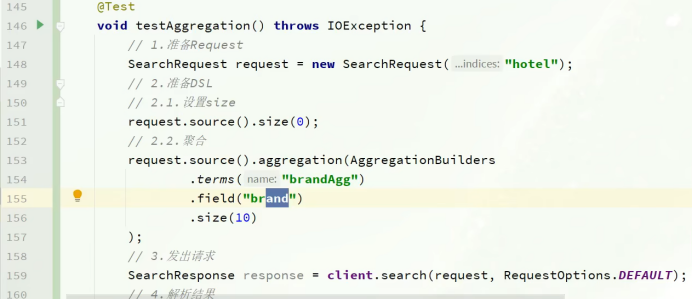 145 @Test
146 void testAggregation() throws IOException {
147 // 1.准备Request
148 SearchRequest request = new SearchRequest( ...indices: "hotel");
149 // 2.准备DSL
150 // 2.1.设置size
151 request.source().size(0);
152 // 2.2.聚合
153 request.source().aggregation(AggregationBuilders
154 .terms( name: "brandAgg")
155 .field("brand")
156 .size(10)
157 );
158 // 3.发出请求
159 SearchResponse response = client.search(request, RequestOptions.DEFAULT);
160 // 4.解析结果